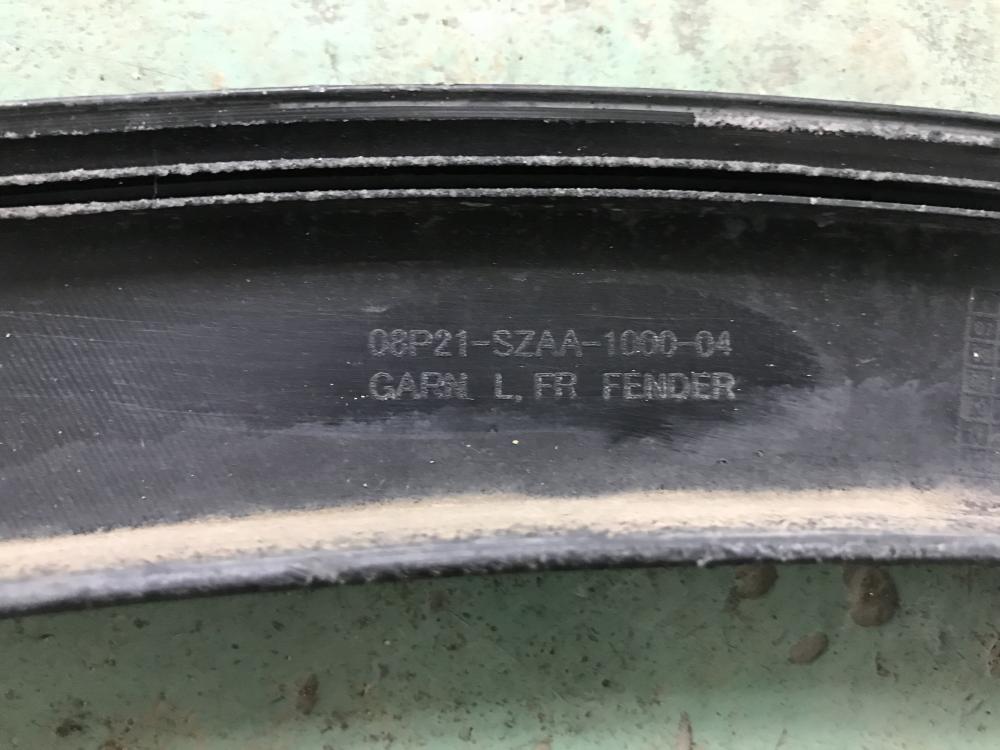 08P21-SZAA-1000-04
GARN. L, FR FENDER